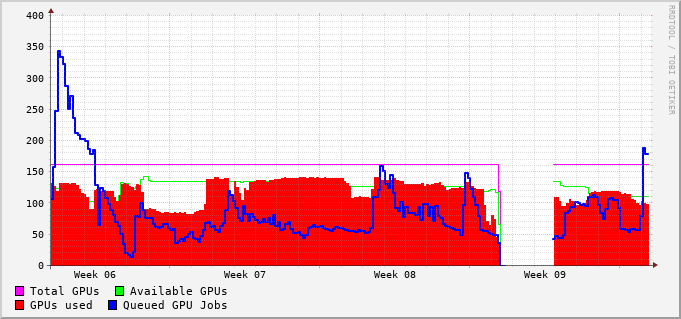 400
350
300
250
200
150
100
50
0
Week 06 Week 07 Week 08 Week 09
Total GPUs Available GPUs
GPUs used Queued GPU Jobs
RRDTOOL / TOBI OETIKER